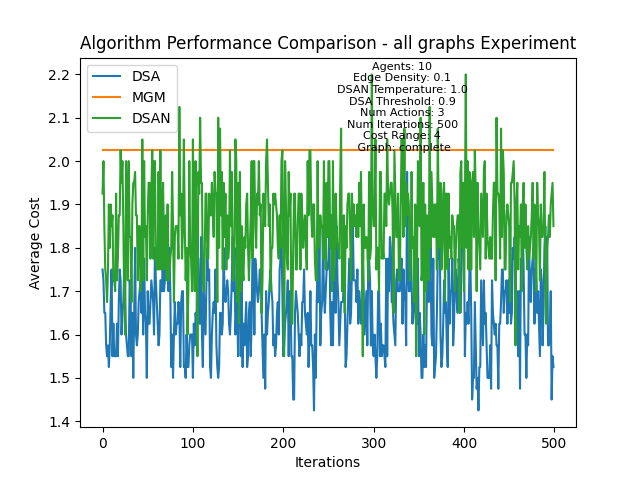 Algorithm Performance Comparison - all graphs Experiment
DSA
MGM
DSAN
Agents: 10
Edge Density: 0.1
DSAN Temperature: 1.0
DSA Threshold: 0.9
Num Actions: 3
Num Iterations: 500
Cost Range: 4
Graph: complete
Average Cost
2.2
2.1
2.0
1.9
1.8
1.7
1.6
1.5
1.4
0 100 200 300 400 500
Iterations